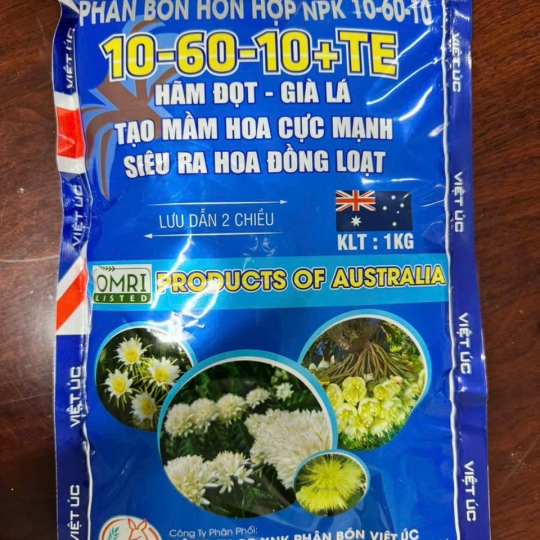 PHÂN BÓN HỖN HỢP NPK 10-60-10
10-60-10+TE
HÃM ĐỌT - GIÀ LÁ
TẠO MẦM HOA CỰC MẠNH
SIÊU RA HOA ĐỒNG LOẠT
LƯU DẪN 2 CHIỀU
KLT : 1KG
OMRI
LISTED
PRODUCTS OF AUSTRALIA
Công Ty Phân Phối:
XNK PHÂN BÓN VIỆT ÚC
VIỆT ÚC
VIỆT ÚC
VIỆT ÚC
VIỆT ÚC
VIỆT ÚC
VIỆT ÚC
VIỆT ÚC